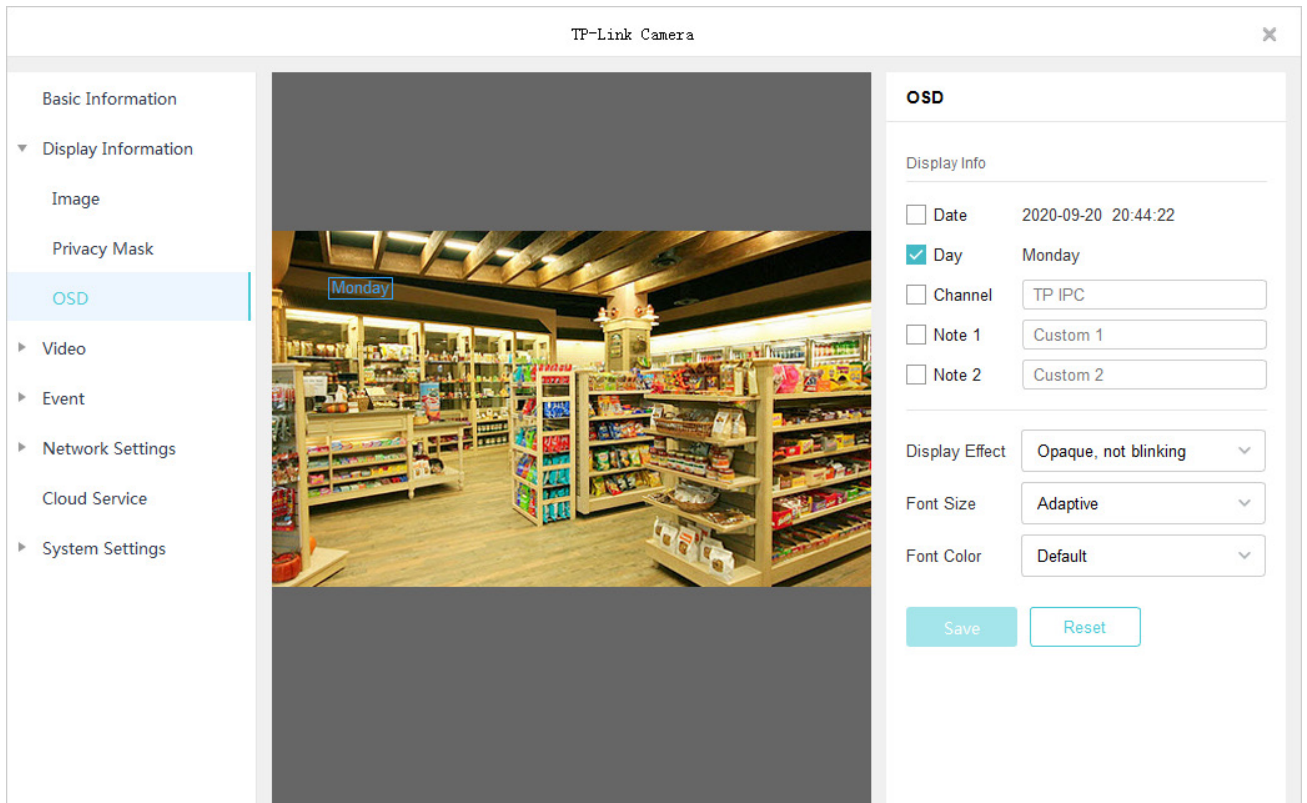 TP-Link Camera
Basic Information
Display Information
Image
Privacy Mask
OSD
Video
Event
Network Settings
Cloud Service
System Settings
Monday
OSD
Display Info
Date 2020-09-20 20:44:22
Day Monday
Channel TP IPC
Note 1 Custom 1
Note 2 Custom 2
Display Effect Opaque, not blinking
Font Size Adaptive
Font Color Default
Save Reset